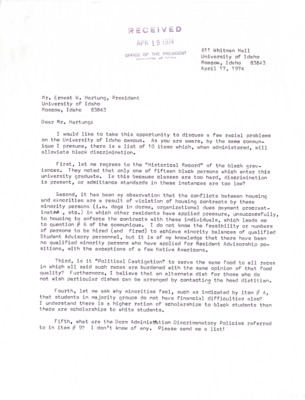 RECEIVED
APR 19 1974
OFFICE OF THE PRESIDENT
UNIVERSITY OF IDAHO
611 Whitman Hall
University of Idaho
Moscow, Idaho 83843
April 17, 1974
Mr. Ernest W. Hartung, President
University of Idaho
Moscow, Idaho 83843
Dear Mr. Hartung:
I would like to take this opportunity to discuss a few racial problems
on the University of Idaho campus. As you are aware, by the same commun-
ique I presume, there is a list of 10 items which, when administered, will
alleviate black discrimination.
First, let me regress to the "Historical Record" of the black grev-
iences. They noted that only one of fifteen black persons which enter this
university graduate. Is this because classes are too hard, discrimination
is present, or admittance standards in these instances are too low?
Second, it has been my observation that the conflicts between housing
and minorities are a result of violation of housing contracts by these
minority persons (i.e. dogs in dorms, organizational dues payment
etc.) in which other residents have applied pressure, unsuccessfully,
to housing to enforce the contracts with these individuals, which leads me
to question # 6 of the communique. I do not know the feasibility or numbers
of persons to be hired (and fired) to achieve minority balances of qualified
Student Advisory personnel, but it is of my knowledge that there have been
no qualified minority persons who have applied for Resident Advisorship pos-
itions, with the exceptions of a few Native Americans.
Third, is it "Political Castigation" to serve the same food to all races
in which all said such races are burdened with the same opinion of that food
quality? Furthermore, I believe that an alternate diet for those who do
not wish particular dishes can be arranged by contacting the head dietitian.
Fourth, let me ask why minorities feel, such as indicated by item # 4,
that students in majority groups do not have financial difficulties also?
I understand there is a higher ration of scholarships to black students than
there are scholarships to white students.
Fifth, what are the Dorm Administration Discriminatory Policies referred
to in item # 9? I don't know of any. Please send me a list!